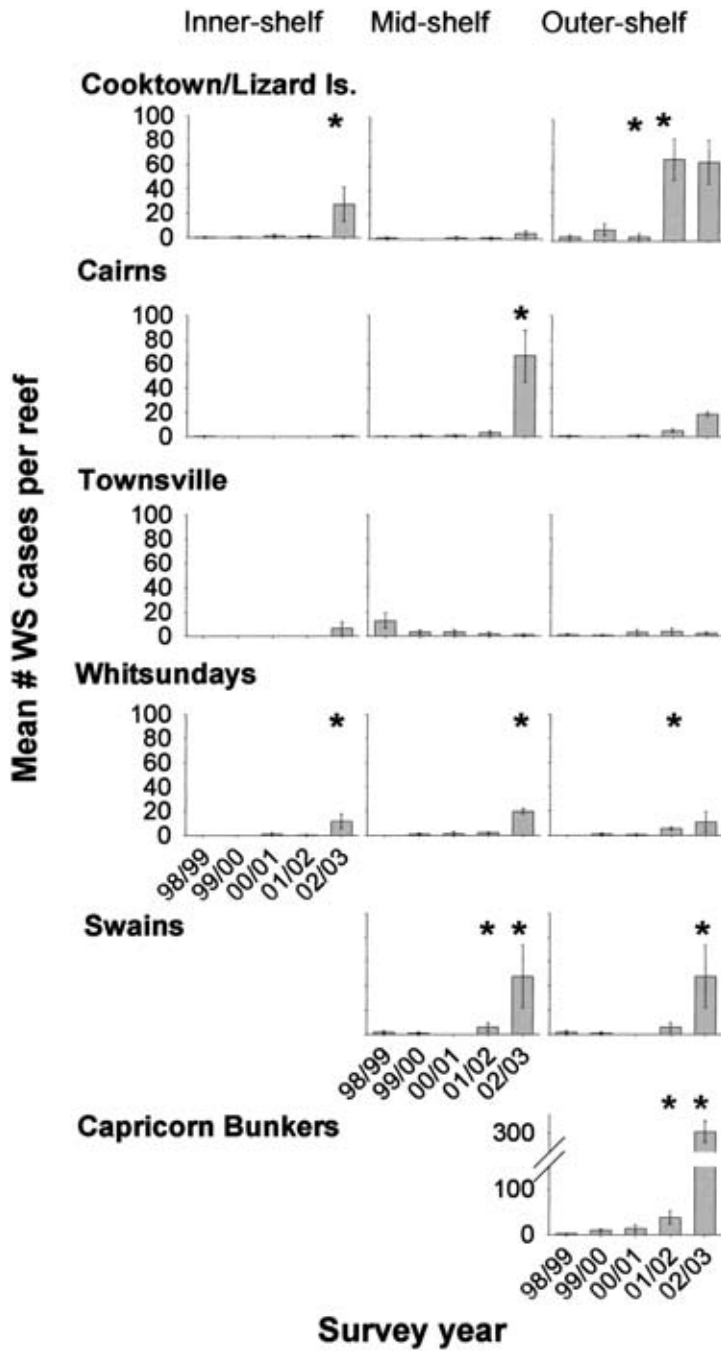 Inner-shelf Mid-shelf Outer-shelf
Cooktown/Lizard Is.
100
80
60
40
20
0
* * *
Cairns
100
80
60
40
20
0
*
Townsville
100
80
60
40
20
0
Whitsundays
100
80
60
40
20
0
* * *
98/99 99/00 00/01 01/02 02/03
Swains
* * *
98/99 99/00 00/01 01/02 02/03
Capricorn Bunkers
* *
300
100
0
98/99 99/00 00/01 01/02 02/03
Mean # WS cases per reef
Survey year